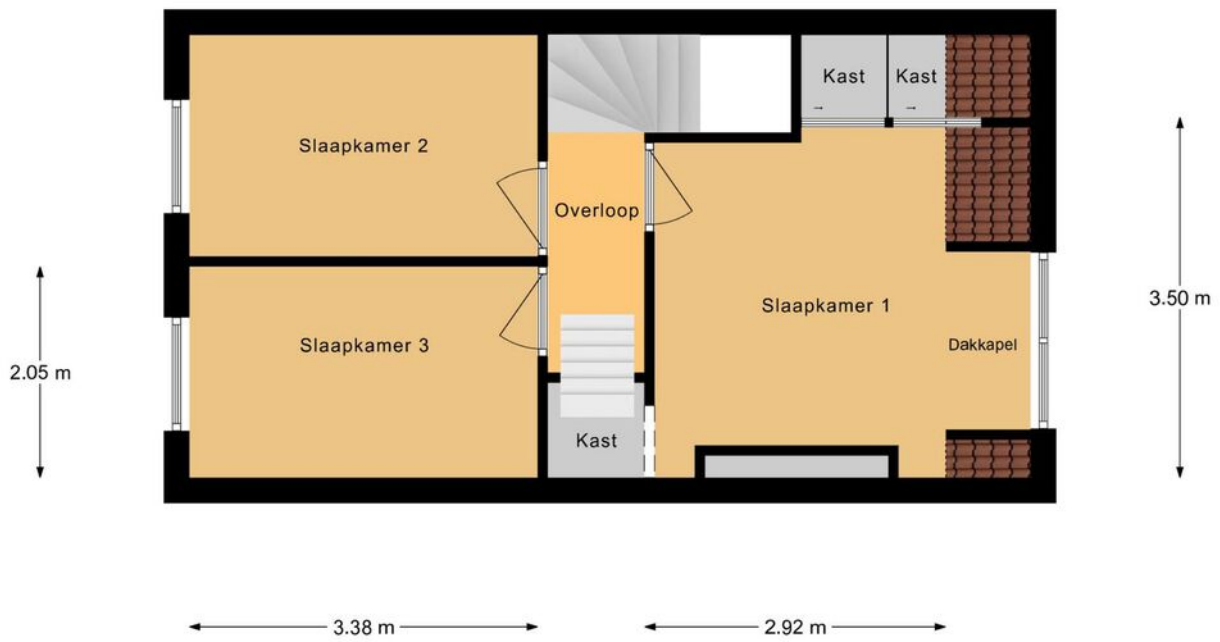 Kast
Kast
Slaapkamer 2
Overloop
Slaapkamer 1
3.50 m
Slaapkamer 3
Dakkapel
2.05 m
Kast
3.38 m
2.92 m